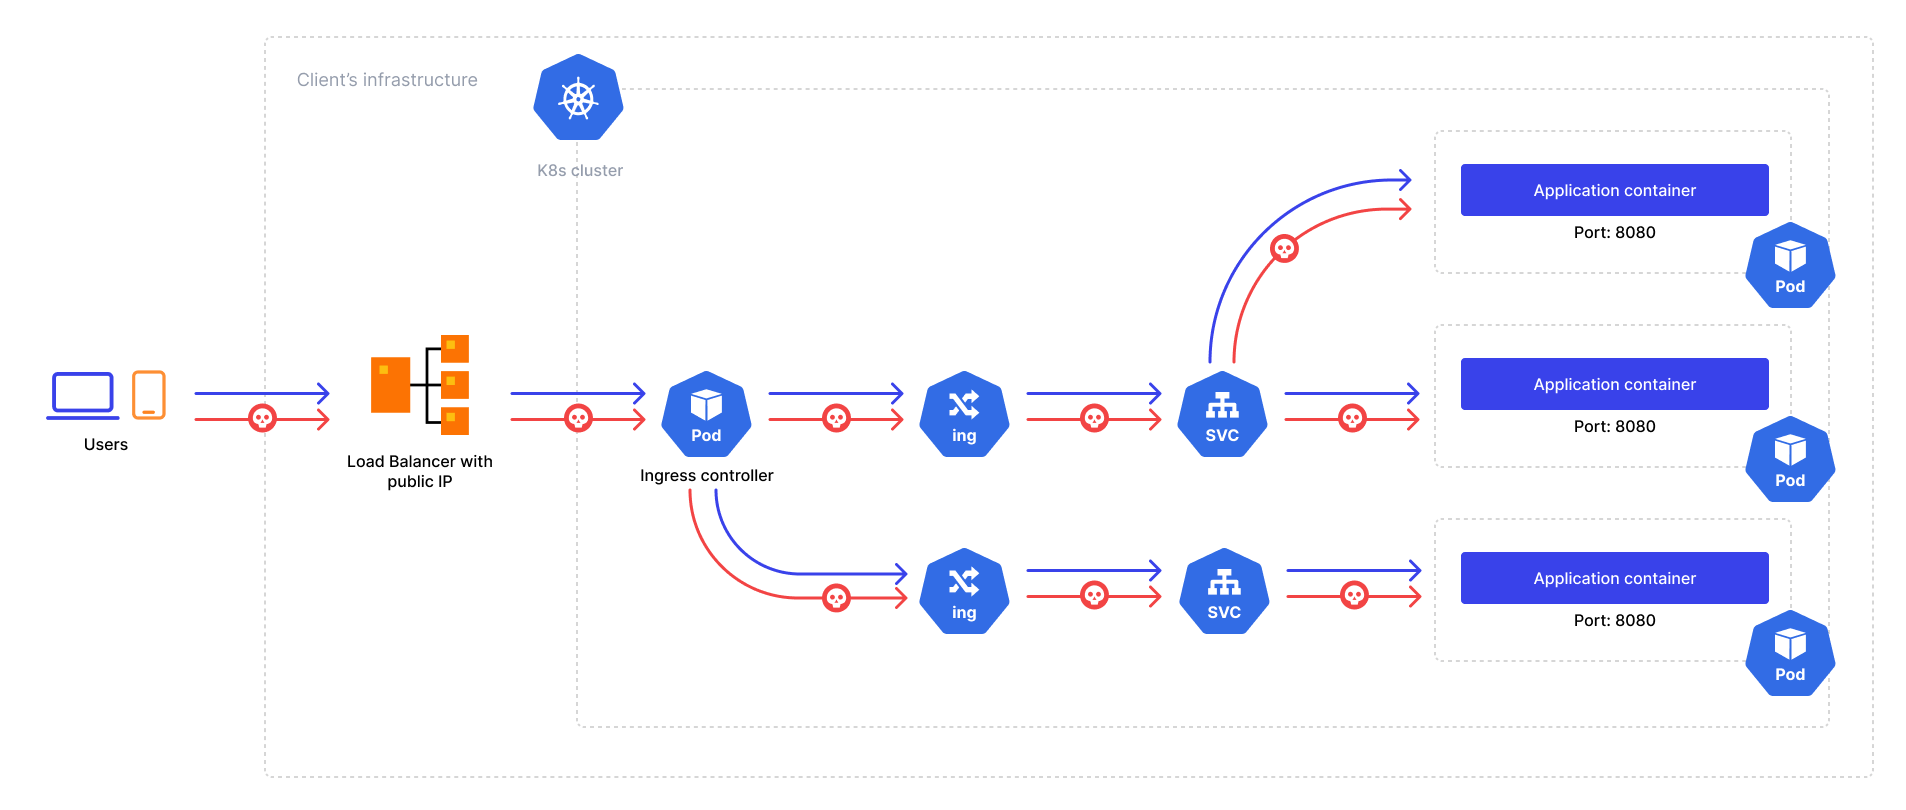 Client's infrastructure
K8s cluster
Application container
Port: 8080
Pod
Users
Load Balancer with
public IP
Pod
Ingress controller
ing
SVC
Application container
Port: 8080
Pod
ing
SVC
Application container
Port: 8080
Pod